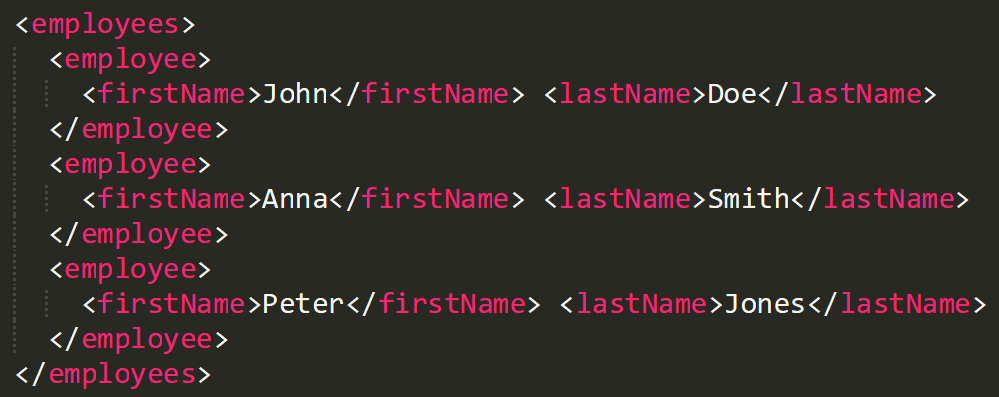 <employees>
<employee>
<firstName>John</firstName> <lastName>Doe</lastName>
</employee>
<employee>
<firstName>Anna</firstName> <lastName>Smith</lastName>
</employee>
<employee>
<firstName>Peter</firstName> <lastName>Jones</lastName>
</employee>
</employees>